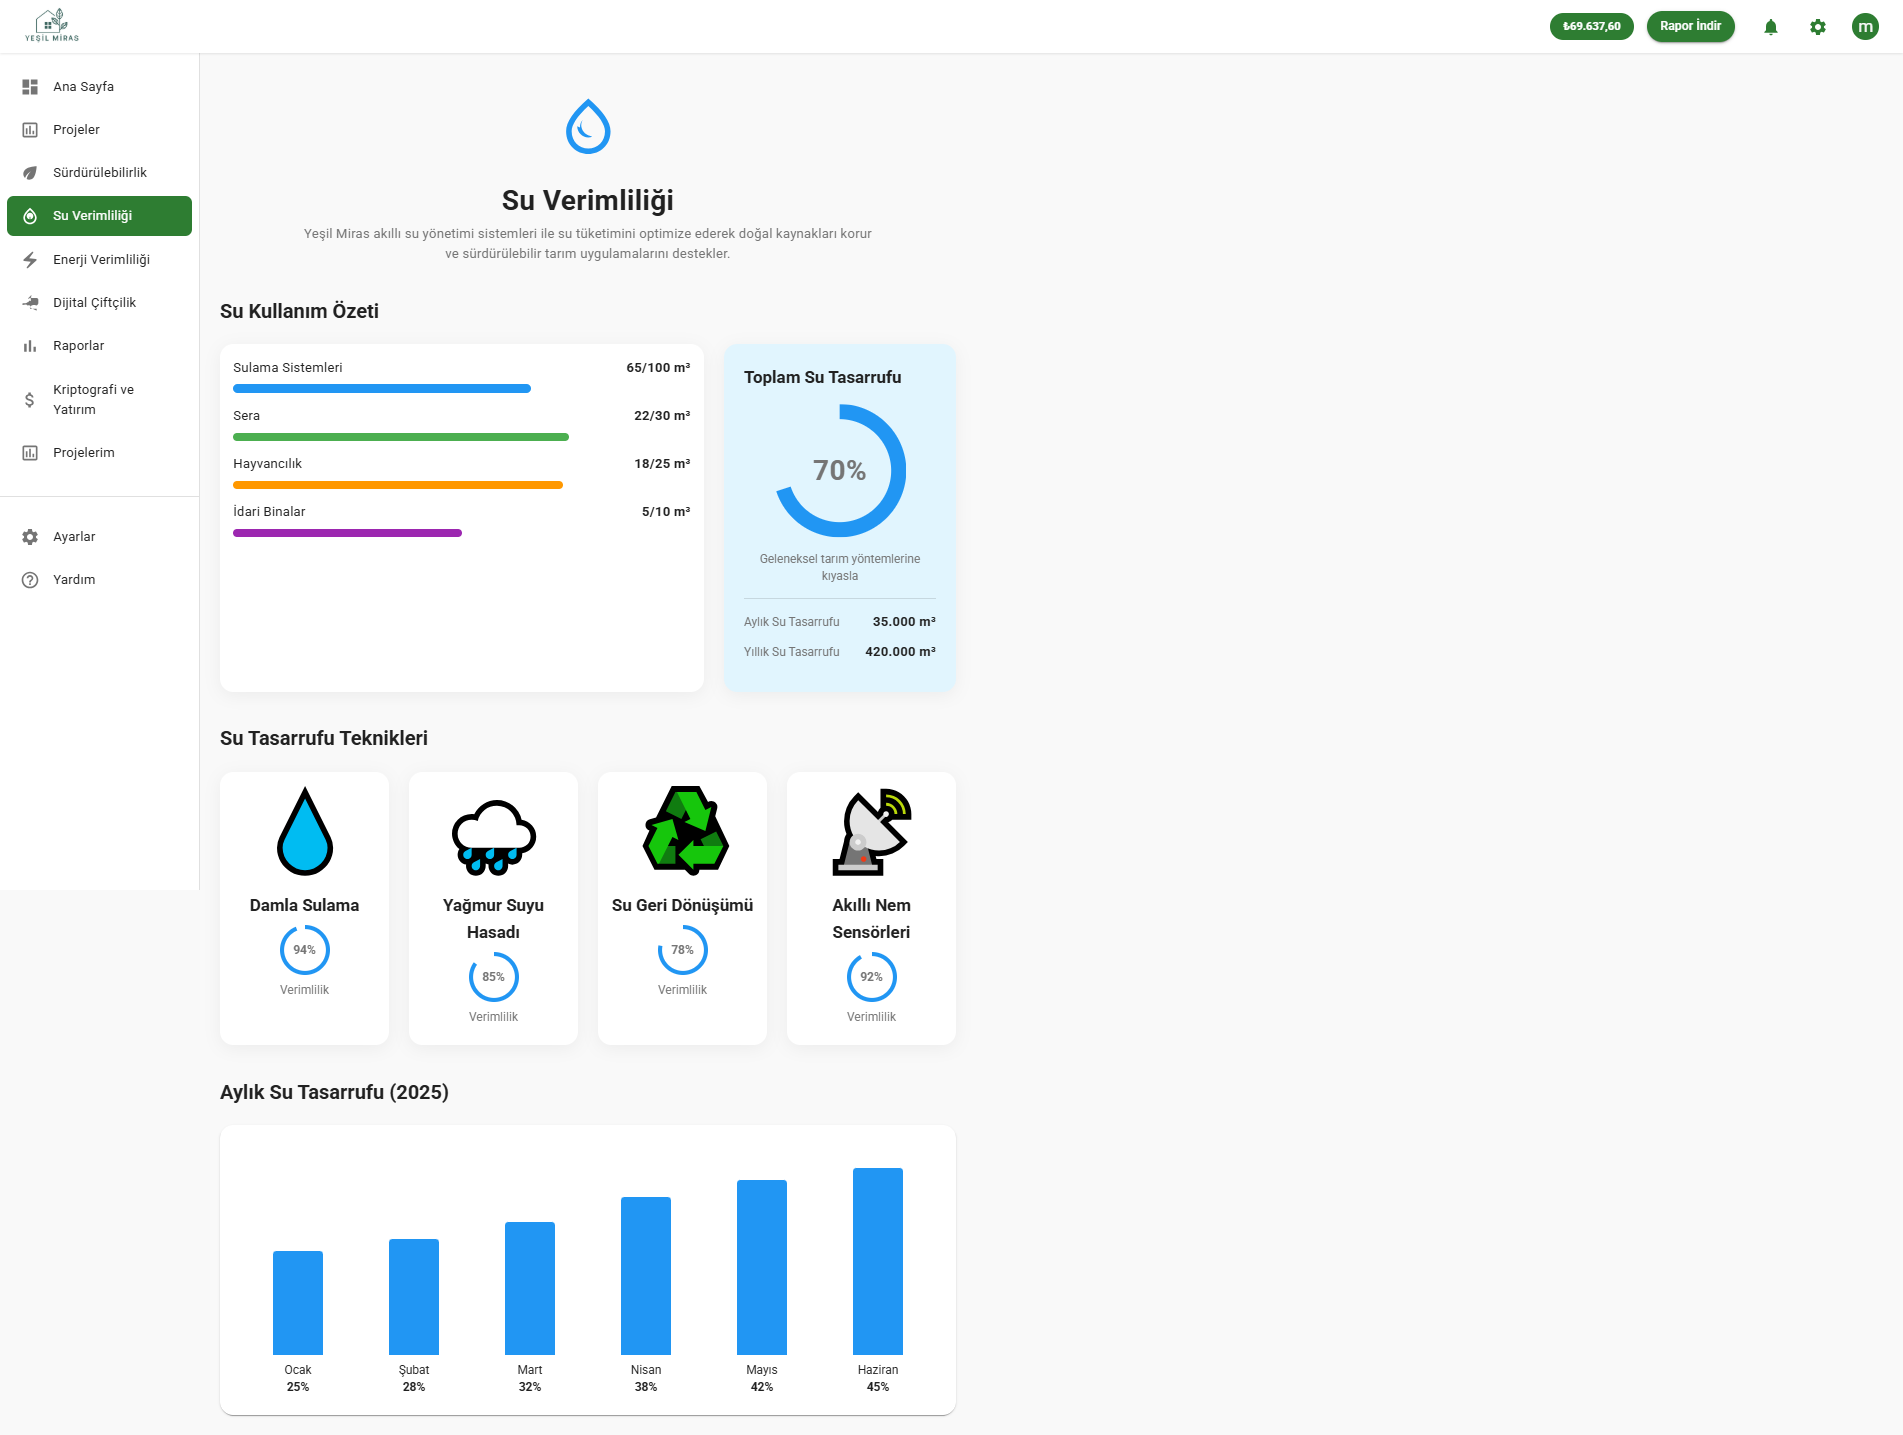 YEŞİL MİRAS
₺69.637,60
Rapor İndir
m
Ana Sayfa
Projeler
Sürdürülebilirlik
Su Verimliliği
Enerji Verimliliği
Dijital Çiftçilik
Raporlar
Kriptografi ve
Yatırım
Projelerim
Ayarlar
Yardım
Su Verimliliği
Yeşil Miras akıllı su yönetimi sistemleri ile su tüketimini optimize ederek doğal kaynakları korur
ve sürdürülebilir tarım uygulamalarını destekler.
Su Kullanım Özeti
Sulama Sistemleri 65/100 m³
Sera 22/30 m³
Hayvancılık 18/25 m³
İdari Binalar 5/10 m³
Toplam Su Tasarrufu
70%
Geleneksel tarım yöntemlerine
kıyasla
Aylık Su Tasarrufu 35.000 m³
Yıllık Su Tasarrufu 420.000 m³
Su Tasarrufu Teknikleri
Damla Sulama
94%
Verimlilik
Yağmur Suyu
Hasadı
85%
Verimlilik
Su Geri Dönüşümü
78%
Verimlilik
Akıllı Nem
Sensörleri
92%
Verimlilik
Aylık Su Tasarrufu (2025)
Ocak Şubat Mart Nisan Mayıs Haziran
25% 28% 32% 38% 42% 45%